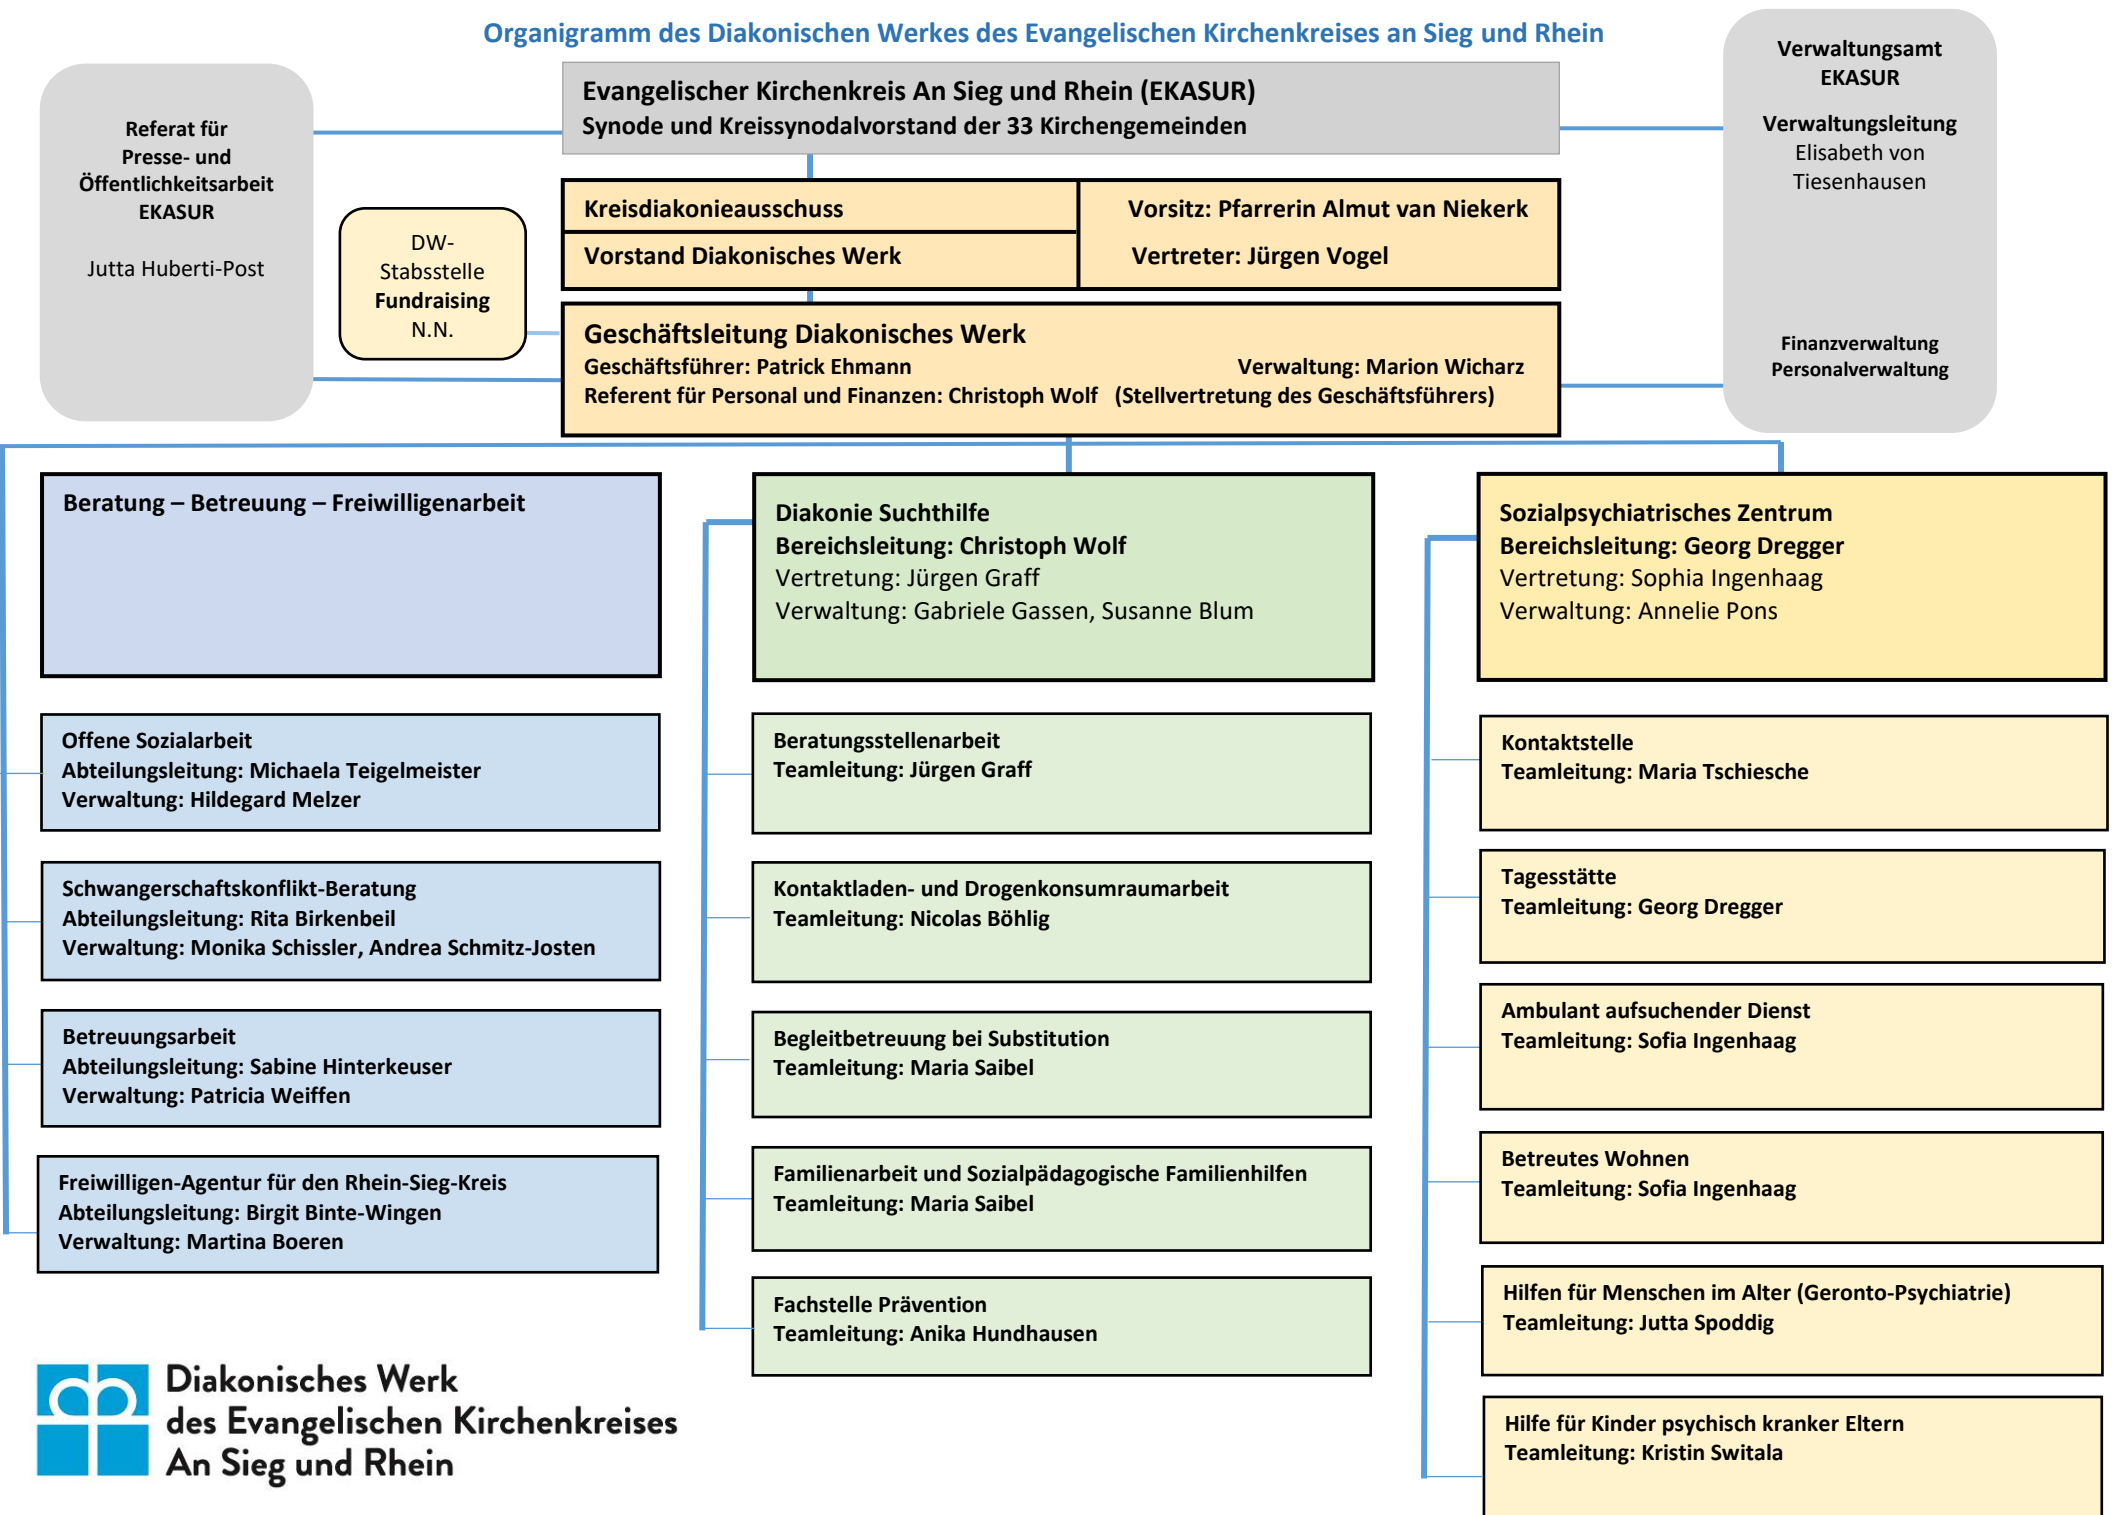 Organigramm des Diakonischen Werkes des Evangelischen Kirchenkreises an Sieg und Rhein
Referat für
Presse- und
Öffentlichkeitsarbeit
EKASUR
Jutta Huberti-Post
Evangelischer Kirchenkreis An Sieg und Rhein (EKASUR)
Synode und Kreissynodalvorstand der 33 Kirchengemeinden
Verwaltungsamt
EKASUR
Verwaltungsleitung
Elisabeth von
Tiesenhausen
Finanzverwaltung
Personalverwaltung
DW-
Stabsstelle
Fundraising
N.N.
Kreisdiakonieausschuss
Vorsitz: Pfarrerin Almut van Niekerk
Vorstand Diakonisches Werk
Vertreter: Jürgen Vogel
Geschäftsleitung Diakonisches Werk
Geschäftsführer: Patrick Ehmann Verwaltung: Marion Wicharz
Referent für Personal und Finanzen: Christoph Wolf (Stellvertretung des Geschäftsführers)
Beratung – Betreuung – Freiwilligenarbeit
Offene Sozialarbeit
Abteilungsleitung: Michaela Teigelmeister
Verwaltung: Hildegard Melzer
Schwangerschaftskonflikt-Beratung
Abteilungsleitung: Rita Birkenbeil
Verwaltung: Monika Schissler, Andrea Schmitz-Josten
Betreuungsarbeit
Abteilungsleitung: Sabine Hinterkeuser
Verwaltung: Patricia Weiffen
Freiwilligen-Agentur für den Rhein-Sieg-Kreis
Abteilungsleitung: Birgit Binte-Wingen
Verwaltung: Martina Boeren
Diakonie Suchthilfe
Bereichsleitung: Christoph Wolf
Vertretung: Jürgen Graff
Verwaltung: Gabriele Gassen, Susanne Blum
Beratungsstellenarbeit
Teamleitung: Jürgen Graff
Kontaktladen- und Drogenkonsumraumarbeit
Teamleitung: Nicolas Böhlig
Begleitbetreuung bei Substitution
Teamleitung: Maria Saibel
Familienarbeit und Sozialpädagogische Familienhilfen
Teamleitung: Maria Saibel
Fachstelle Prävention
Teamleitung: Anika Hundhausen
Sozialpsychiatrisches Zentrum
Bereichsleitung: Georg Dregger
Vertretung: Sophia Ingenhaag
Verwaltung: Annelie Pons
Kontaktstelle
Teamleitung: Maria Tschiesche
Tagesstätte
Teamleitung: Georg Dregger
Ambulant aufsuchender Dienst
Teamleitung: Sofia Ingenhaag
Betreutes Wohnen
Teamleitung: Sofia Ingenhaag
Hilfen für Menschen im Alter (Geronto-Psychiatrie)
Teamleitung: Jutta Spoddig
Hilfe für Kinder psychisch kranker Eltern
Teamleitung: Kristin Switala
Diakonisches Werk
des Evangelischen Kirchenkreises
An Sieg und Rhein